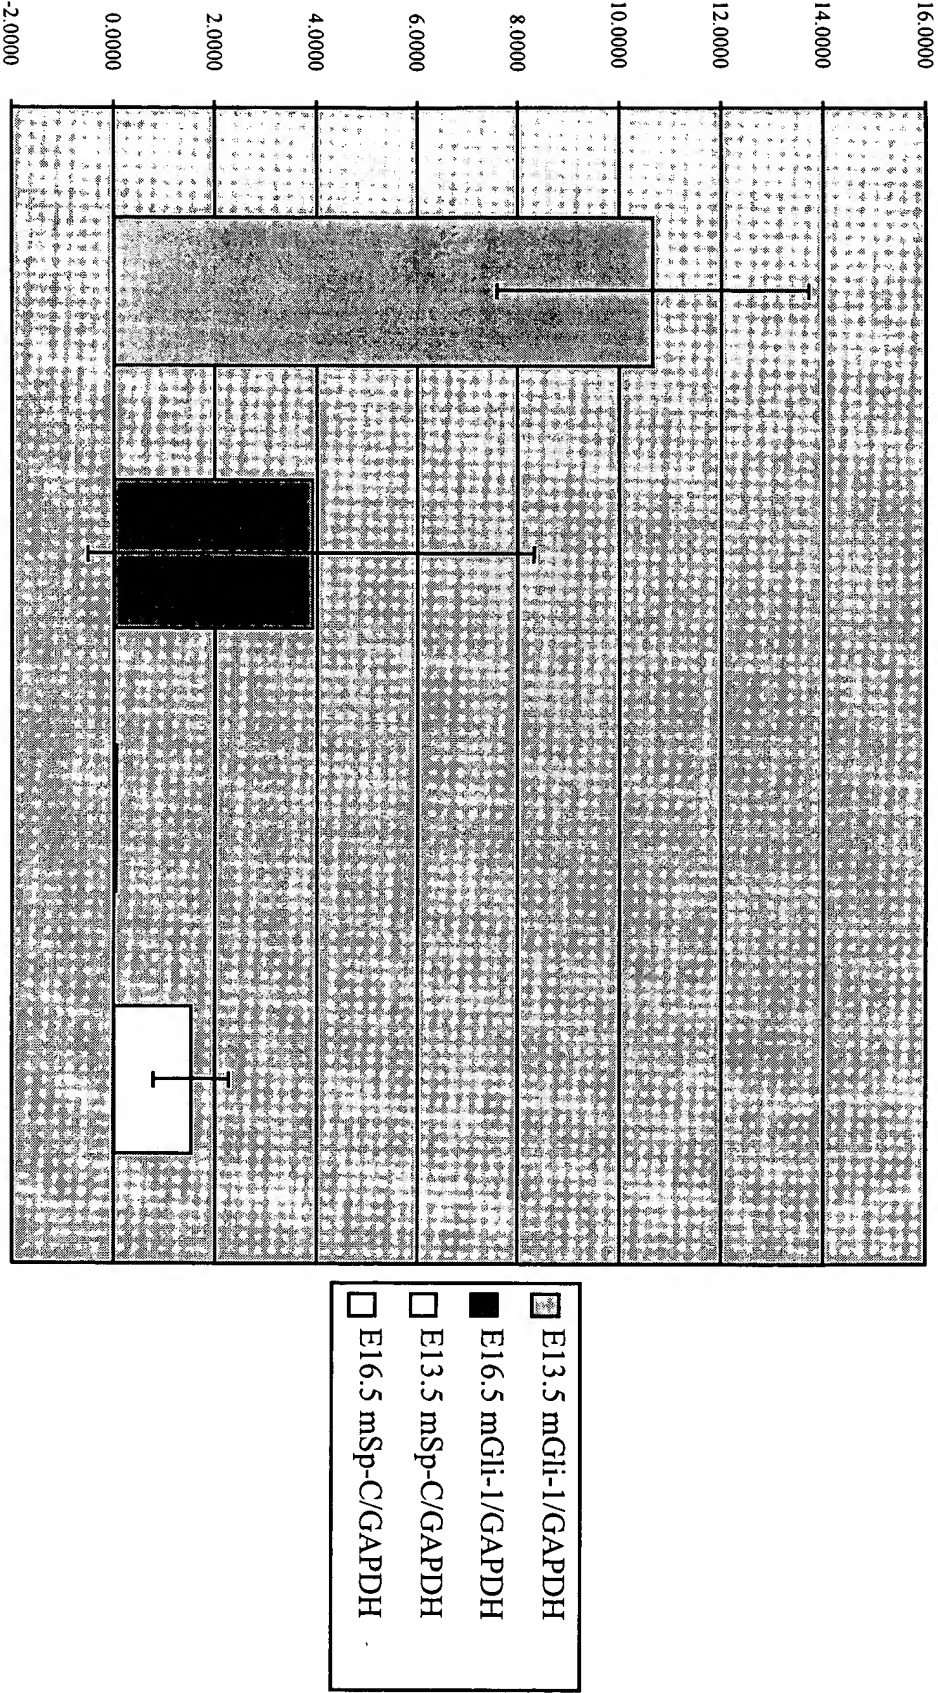 16.0000
14.0000
12.0000
10.0000
8.0000
6.0000
4.0000
2.0000
0.0000
-2.0000
E13.5 mGli-1/GAPDH
E16.5 mGli-1/GAPDH
E13.5 mSp-C/GAPDH
E16.5 mSp-C/GAPDH